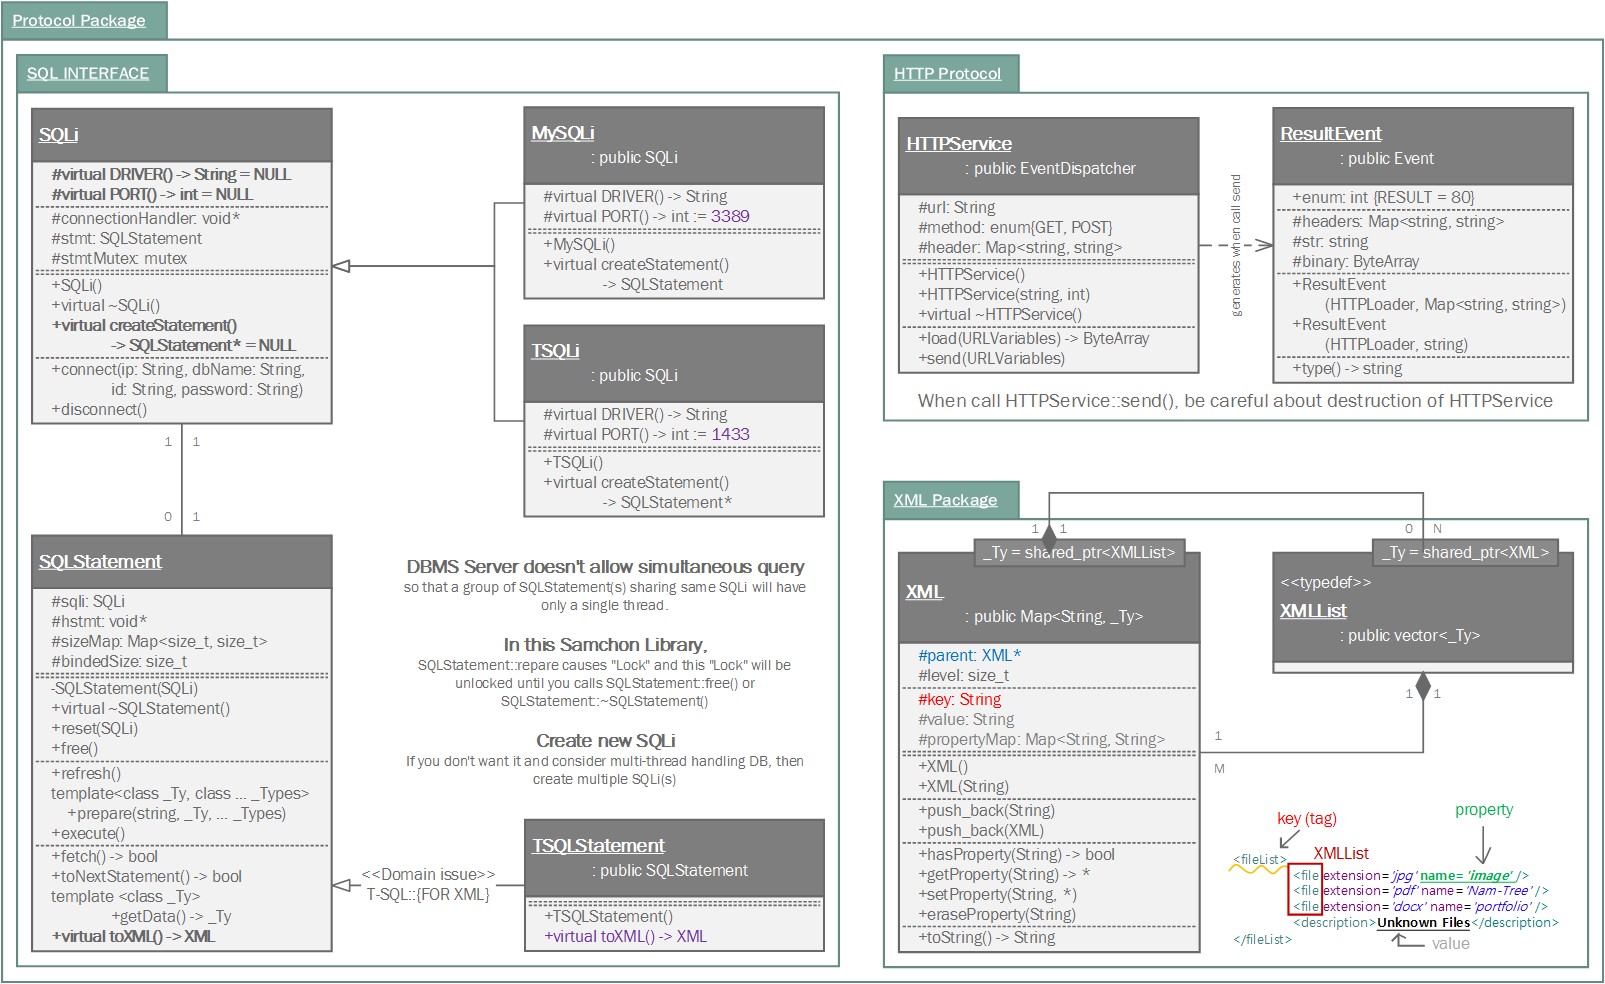 Protocol Package
SQL INTERFACE
SQLi
#virtual DRIVER() -> String = NULL
#virtual PORT() -> int = NULL
#connectionHandler: void*
#stmt: SQLStatement
#stmtMutex: mutex
+SQLi()
+virtual ~SQLi()
+virtual createStatement()
-> SQLStatement* = NULL
+connect(ip: String, dbName: String,
id: String, password: String)
+disconnect()
1 1
0 1
MySQLi
: public SQLi
#virtual DRIVER() -> String
#virtual PORT() -> int := 3389
+MySQLi()
+virtual createStatement()
-> SQLStatement
TSQLi
: public SQLi
#virtual DRIVER() -> String
#virtual PORT() -> int := 1433
+TSQLi()
+virtual createStatement()
-> SQLStatement*
SQLStatement
#sqli: SQLi
#hstmt: void*
#sizeMap: Map<size_t, size_t>
#bindedSize: size_t
-SQLStatement(SQLi)
+virtual ~SQLStatement()
+reset(SQLi)
+free()
+refresh()
template<class _Ty, class ... _Types>
+prepare(string, _Ty, ... _Types)
+execute()
+fetch() -> bool
+toNextStatement() -> bool
template <class _Ty>
+getData() -> _Ty
+virtual toXML() -> XML
DBMS Server doesn't allow simultaneous query
so that a group of SQLStatement(s) sharing same SQLi will have
only a single thread.
In this Samchon Library,
SQLStatement::repare causes "Lock" and this "Lock" will be
unlocked until you calls SQLStatement::free() or
SQLStatement::~SQLStatement()
Create new SQLi
If you don't want it and consider multi-thread handling DB, then
create multiple SQLi(s)
<<Domain issue>>
T-SQL::{FOR XML}
TSQLStatement
: public SQLStatement
+TSQLStatement()
+virtual toXML() -> XML
HTTP Protocol
HTTPService
: public EventDispatcher
#url: String
#method: enum{GET, POST}
#header: Map<string, string>
+HTTPService()
+HTTPService(string, int)
+virtual ~HTTPService()
+load(URLVariables) -> ByteArray
+send(URLVariables)
generates when call send
ResultEvent
: public Event
+enum: int {RESULT = 80}
#headers: Map<string, string>
#str: string
#binary: ByteArray
+ResultEvent
(HTTPLoader, Map<string, string>)
+ResultEvent
(HTTPLoader, string)
+type() -> string
When call HTTPService::send(), be careful about destruction of HTTPService
XML Package
1 1
0 N
_Ty = shared_ptr<XMLList>
XML
: public Map<String, _Ty>
#parent: XML*
#level: size_t
#key: String
#value: String
#propertyMap: Map<String, String>
+XML()
+XML(String)
+push_back(String)
+push_back(XML)
+hasProperty(String) -> bool
+getProperty(String) -> *
+setProperty(String, *)
+eraseProperty(String)
+toString() -> String
_Ty = shared_ptr<XML>
<<typedef>>
XMLList
: public vector<_Ty>
1 1
1
M
key (tag)
property
XMLList
<fileList>
<file extension='jpg' name='image' />
<file extension='pdf' name='Nam-Tree' />
<file extension='docx' name='portfolio' />
<description>Unknown Files</description>
</fileList>
value